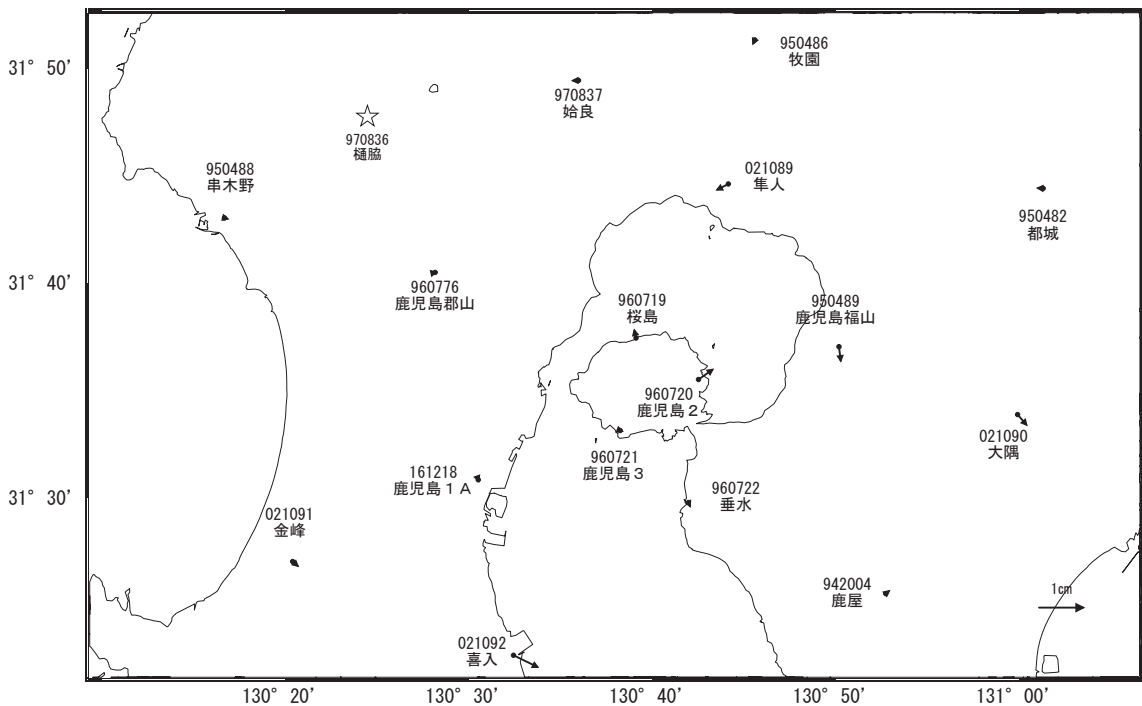 950486
牧園
31° 50'
970837
姶良
970836
樋脇
950488
串木野
021089
隼人
950482
都城
31° 40'
960776
鹿児島郡山
960719
桜島
950489
鹿児島福山
960720
鹿児島２
021090
大隅
960721
鹿児島３
161218
鹿児島１Ａ
31° 30'
960722
垂水
021091
金峰
942004
鹿屋
1cm
021092
喜入
130° 20' 130° 30' 130° 40' 130° 50' 131° 00'